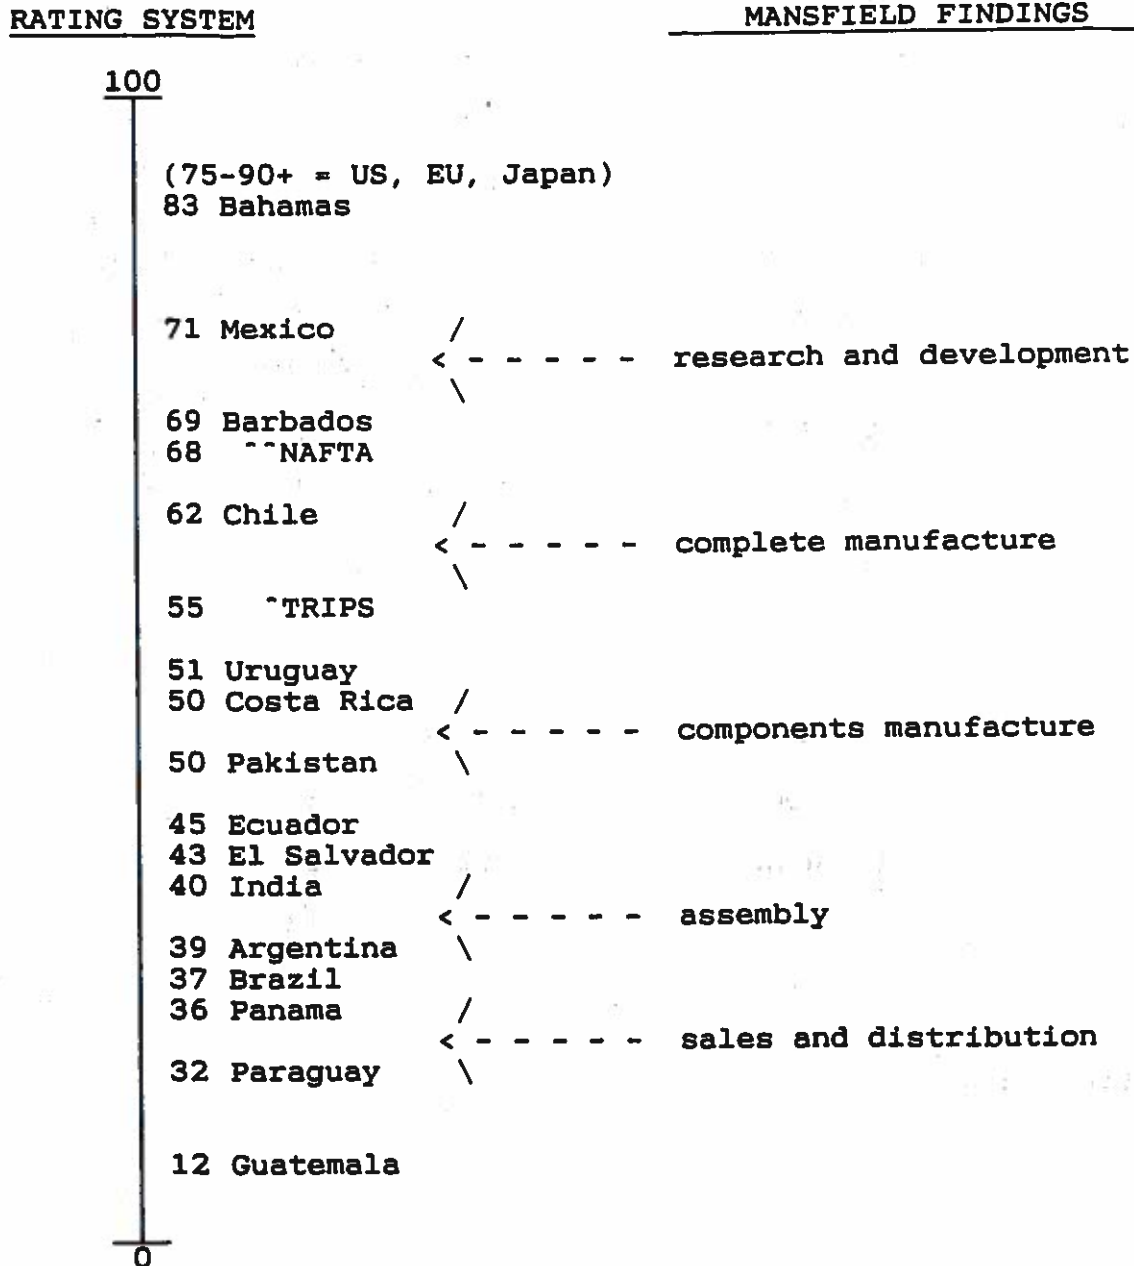 RATING SYSTEM MANSFIELD FINDINGS
100
(75-90+ = US, EU, Japan)
83 Bahamas
71 Mexico /
< - - - - - research and development
\
69 Barbados
68 ^^NAFTA
62 Chile /
< - - - - - complete manufacture
\
55 ^TRIPS
51 Uruguay
50 Costa Rica /
< - - - - - components manufacture
50 Pakistan \
45 Ecuador
43 El Salvador
40 India /
< - - - - - assembly
39 Argentina \
37 Brazil
36 Panama /
< - - - - - sales and distribution
32 Paraguay \
12 Guatemala
0